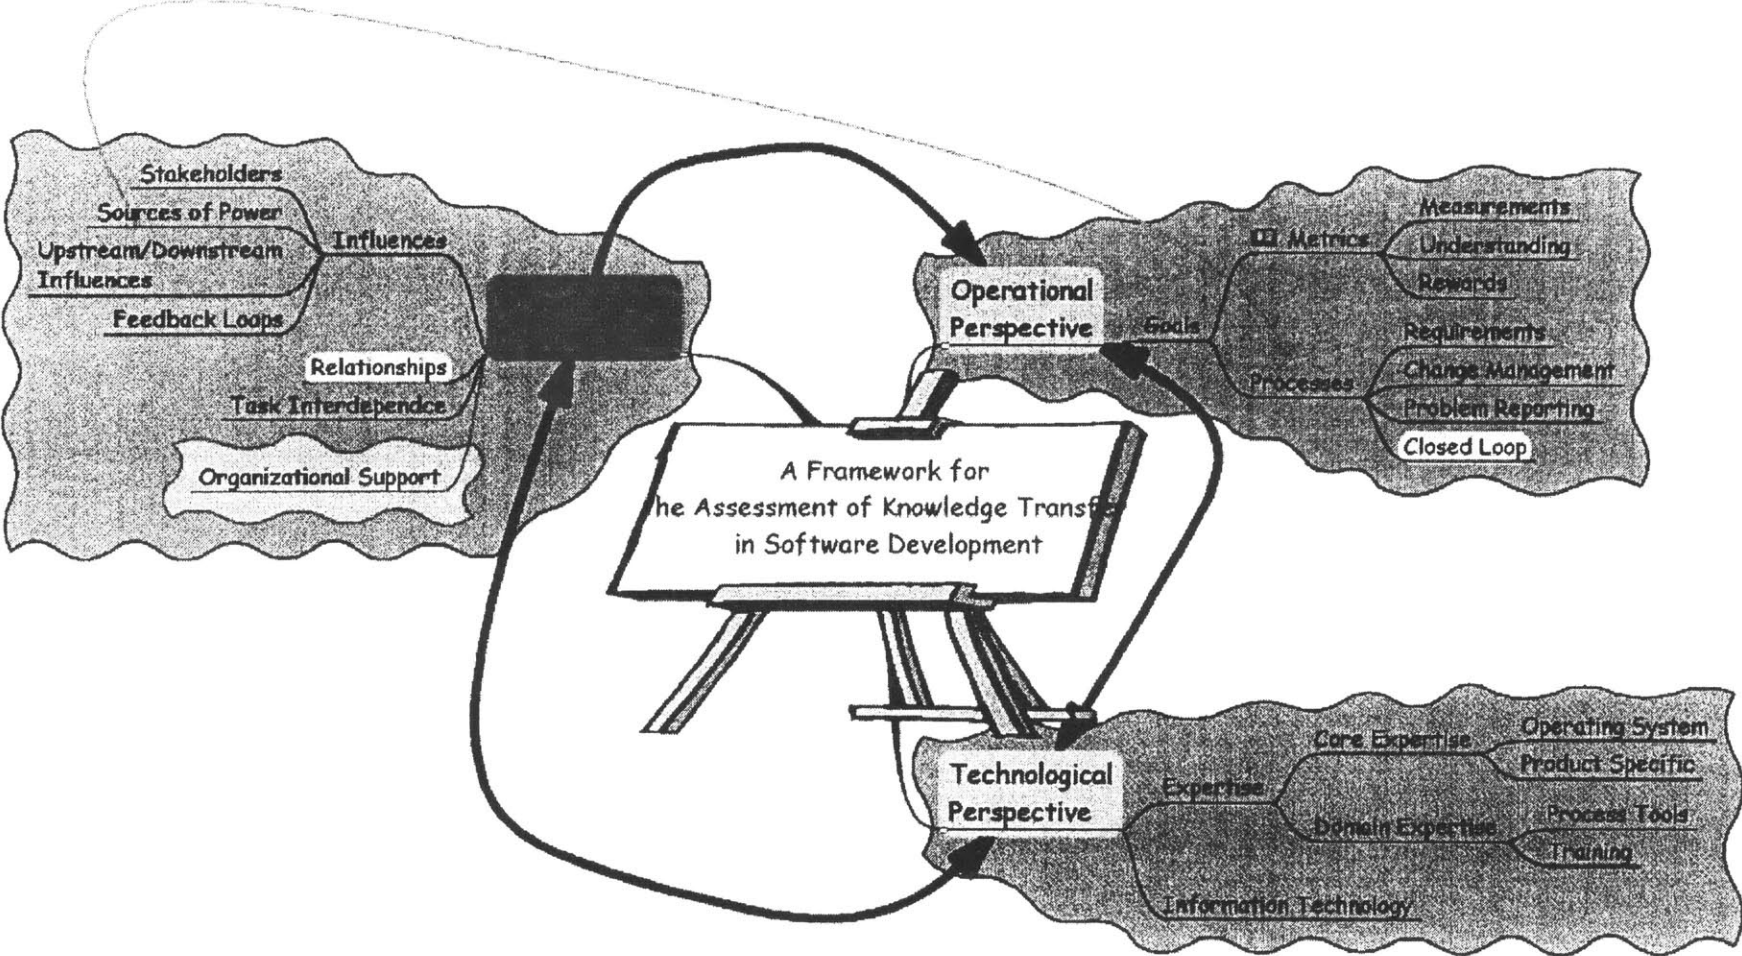 Stakeholders
Sources of Power
Upstream/Downstream
Influences
Feedback Loops
Influences
Relationships
Task Interdependce
Organizational Support
Operational
Perspective
Goals
Metrics
Measurements
Understanding
Rewards
Processes
Requirements
Change Management
Problem Reporting
Closed Loop
A Framework for
he Assessment of Knowledge Transfe
in Software Development
Technological
Perspective
Expertise
Core Expertise
Operating System
Product Specific
Domain Expertise
Process Tools
Training
Information Technology